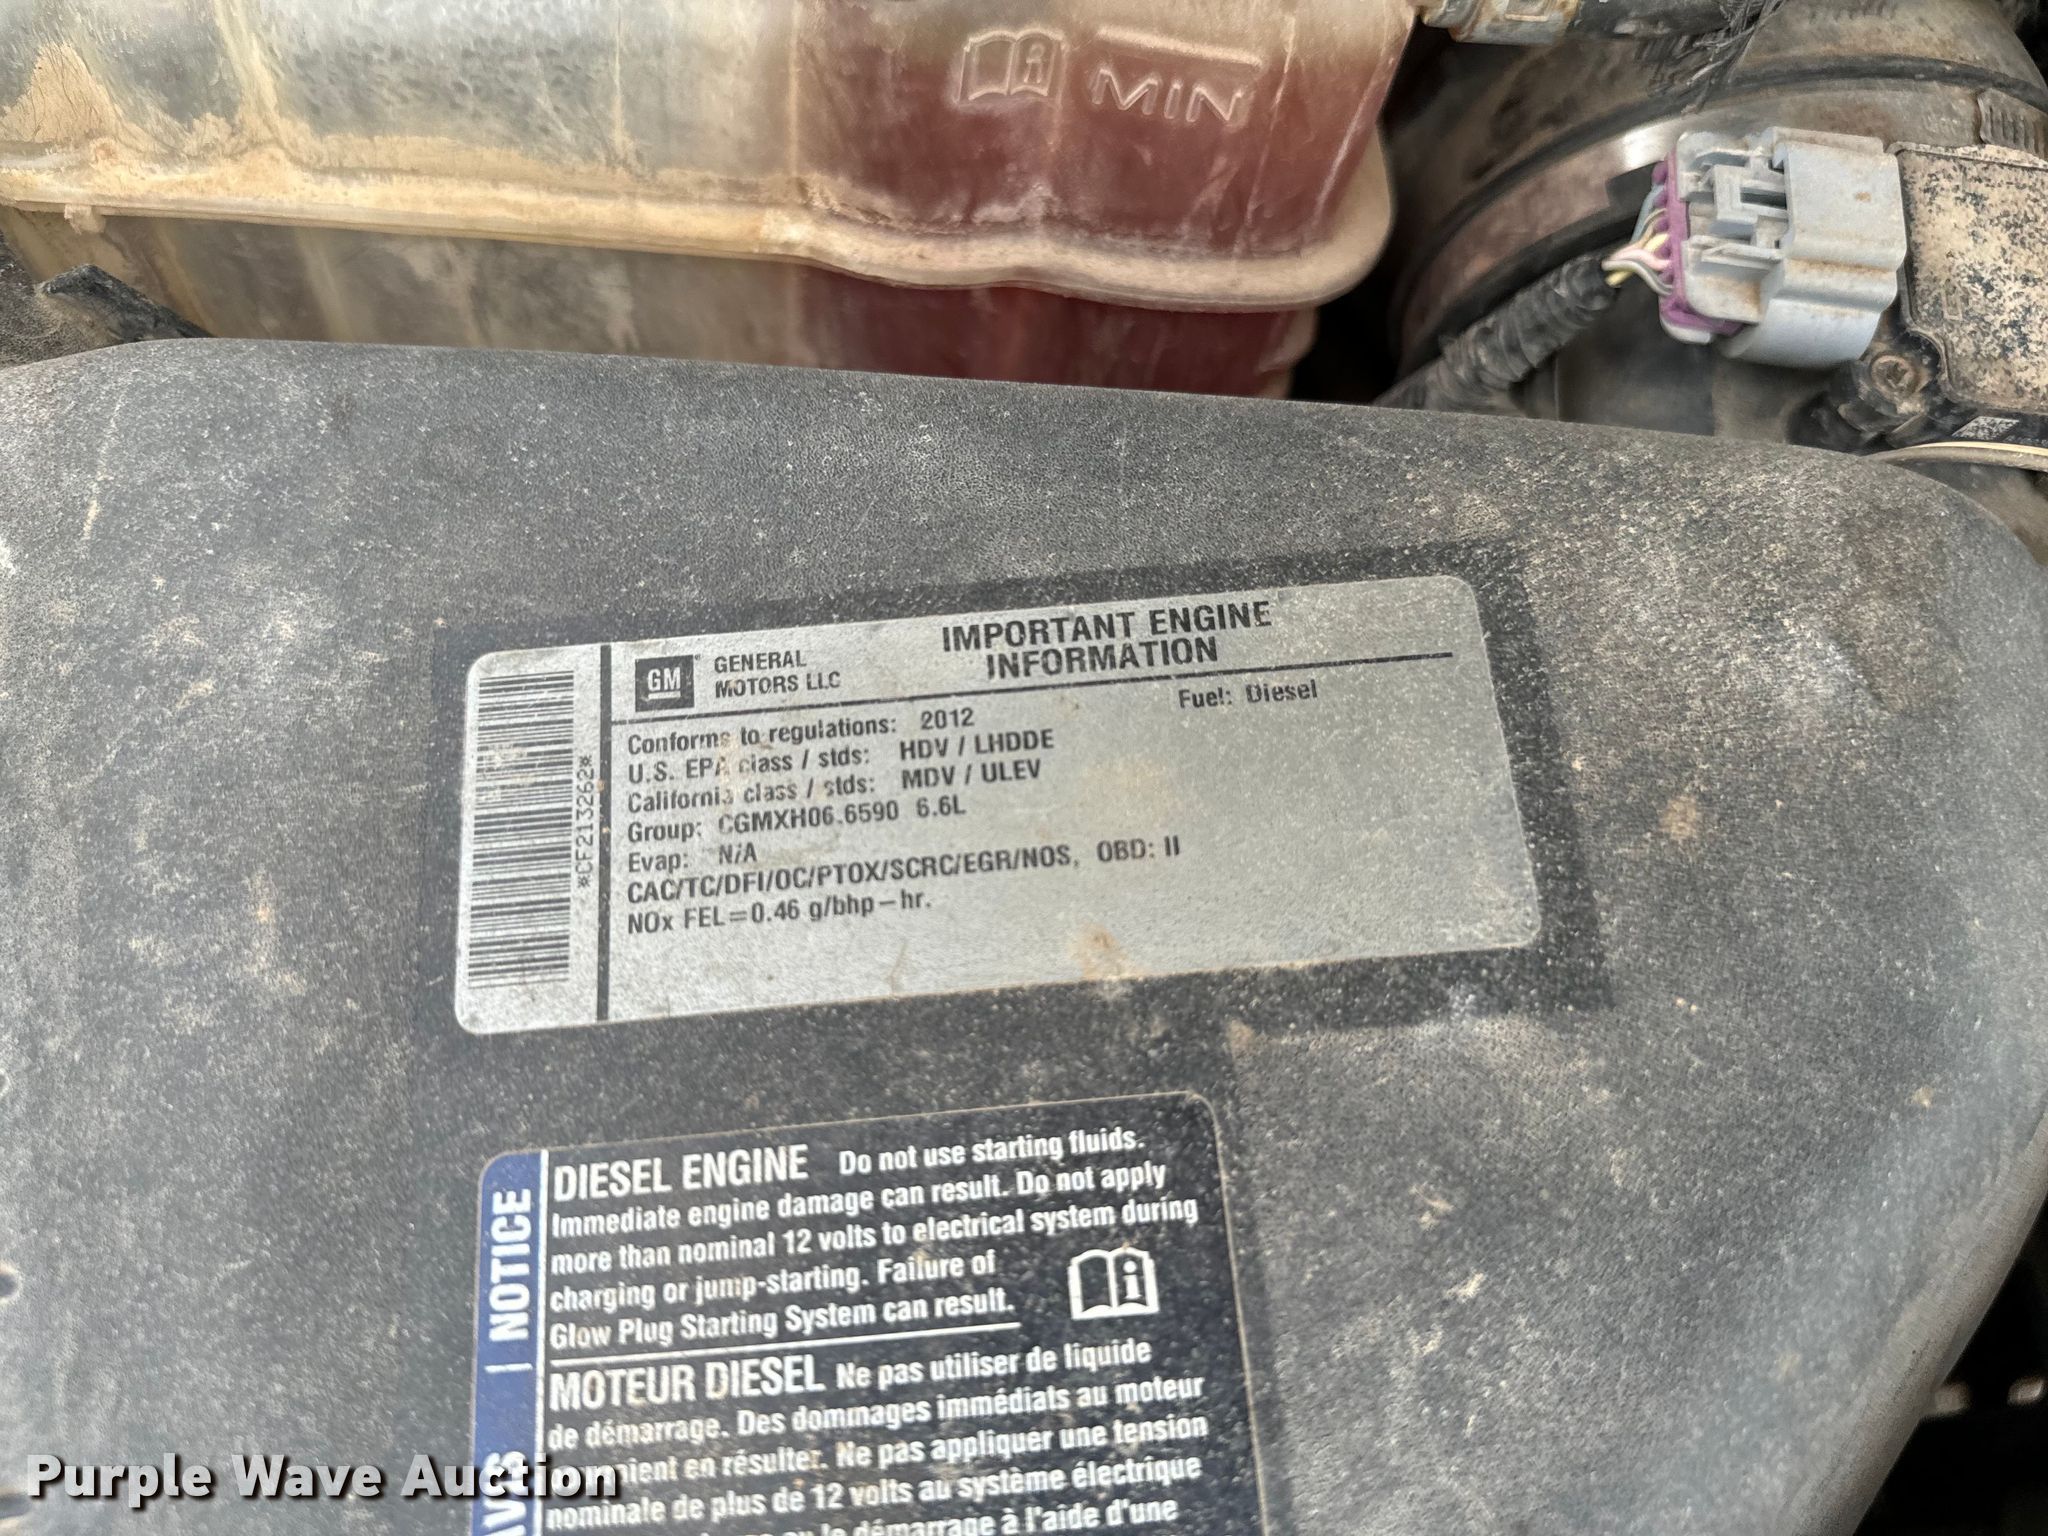 MIN
GM
GENERAL
MOTORS LLC
IMPORTANT ENGINE
INFORMATION
Conforms to regulations: 2012
Fuel: Diesel
U.S. EPA class / stds: HDV / LHDDE
California class / stds: MDV / ULEV
Group: CGMXH06.6590 6.6L
Evap: N/A
CAC/TC/DFI/OC/PTOX/SCRC/EGR/NOS, OBD: II
NOx FEL=0.46 g/bhp-hr.
*CF213262*
NOTICE
DIESEL ENGINE Do not use starting fluids.
Immediate engine damage can result. Do not apply
more than nominal 12 volts to electrical system during
charging or jump-starting. Failure of
Glow Plug Starting System can result.
MOTEUR DIESEL Ne pas utiliser de liquide
de démarrage. Des dommages immédiats au moteur
en résulter. Ne pas appliquer une tension
nominale de plus de 12 volts au système électrique
démarrage à l'aide d'une
Purple Wave Auction